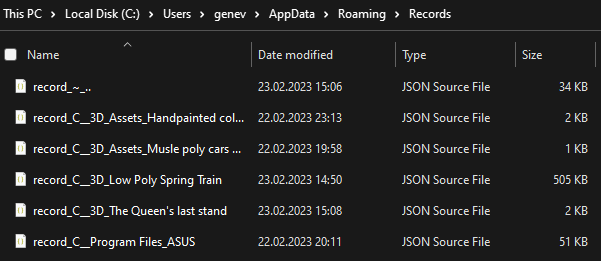 This PC > Local Disk (C:) > Users > genev > AppData > Roaming > Records
Name Date modified Type Size
record_~_.. 23.02.2023 15:06 JSON Source File 34 KB
record_C__3D_Assets_Handpainted col... 22.02.2023 23:13 JSON Source File 2 KB
record_C__3D_Assets_Musle poly cars ... 22.02.2023 19:58 JSON Source File 1 KB
record_C__3D_Low Poly Spring Train 23.02.2023 14:50 JSON Source File 505 KB
record_C__3D_The Queen's last stand 23.02.2023 15:08 JSON Source File 2 KB
record_C__Program Files_ASUS 22.02.2023 20:11 JSON Source File 51 KB